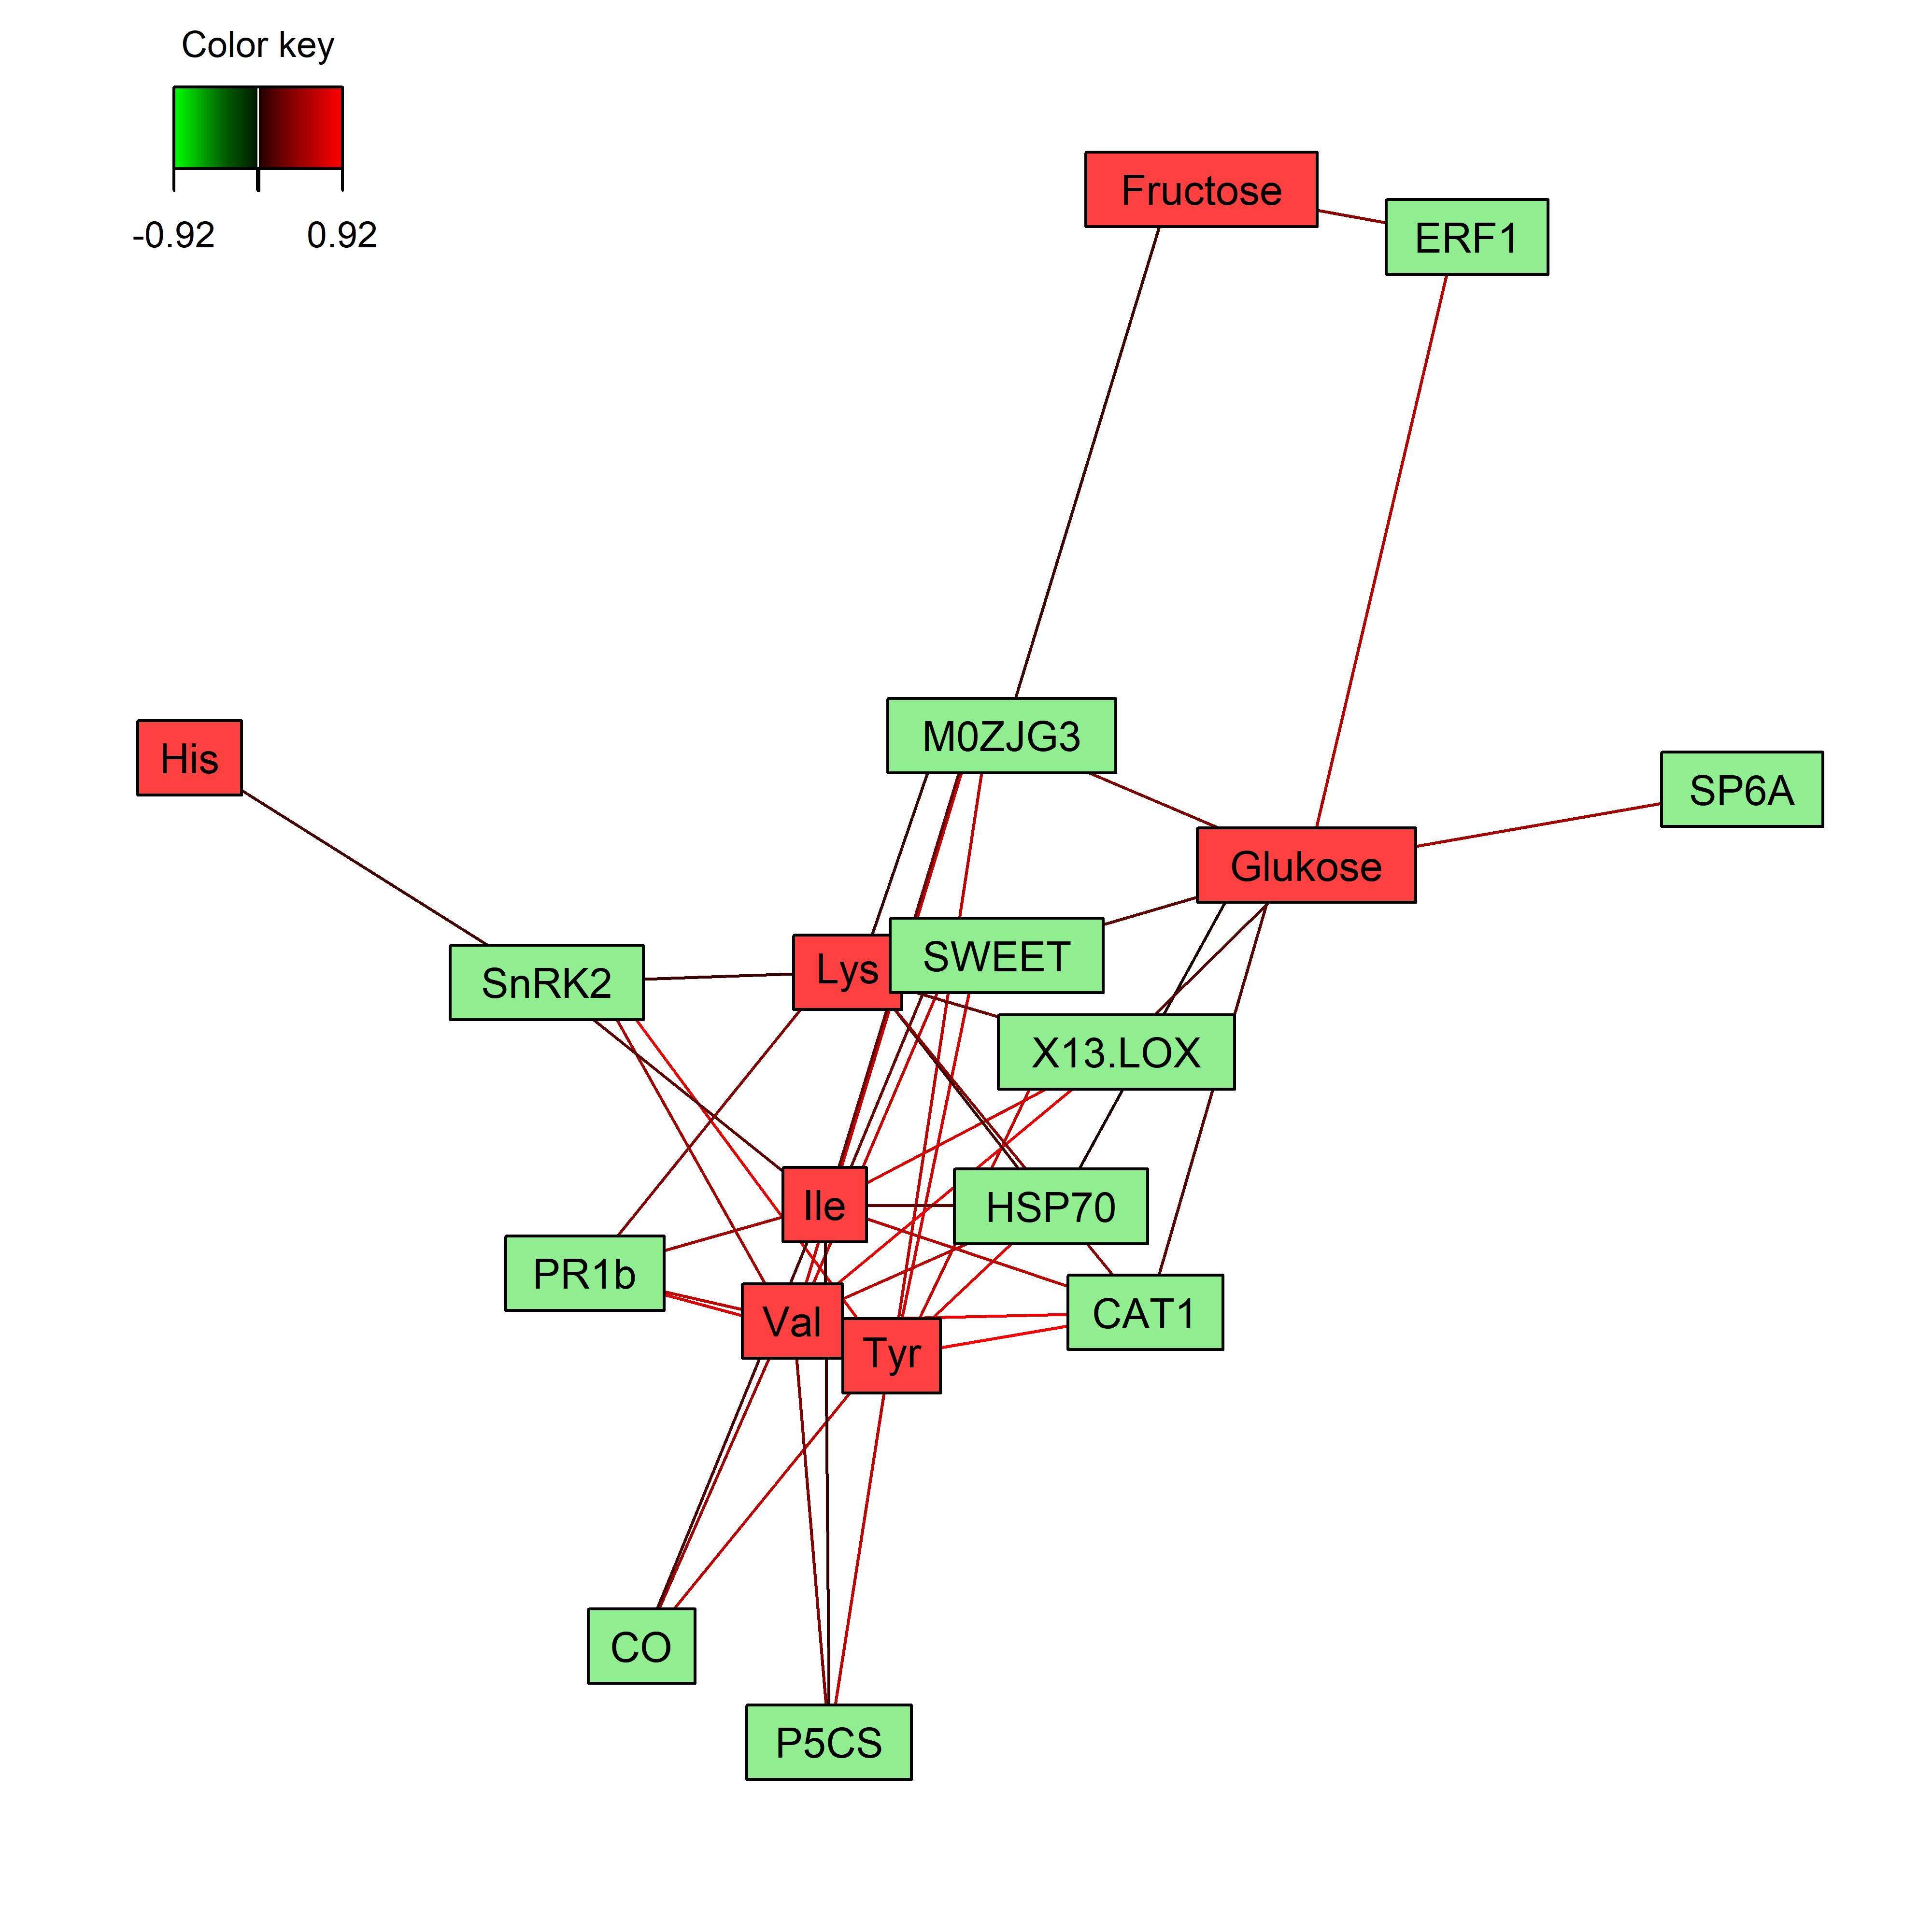 Color key
-0.92 0.92
Fructose
ERF1
M0ZJG3
His
SP6A
Glukose
SWEET
Lys
SnRK2
X13.LOX
Ile
HSP70
PR1b
CAT1
Val
Tyr
CO
P5CS